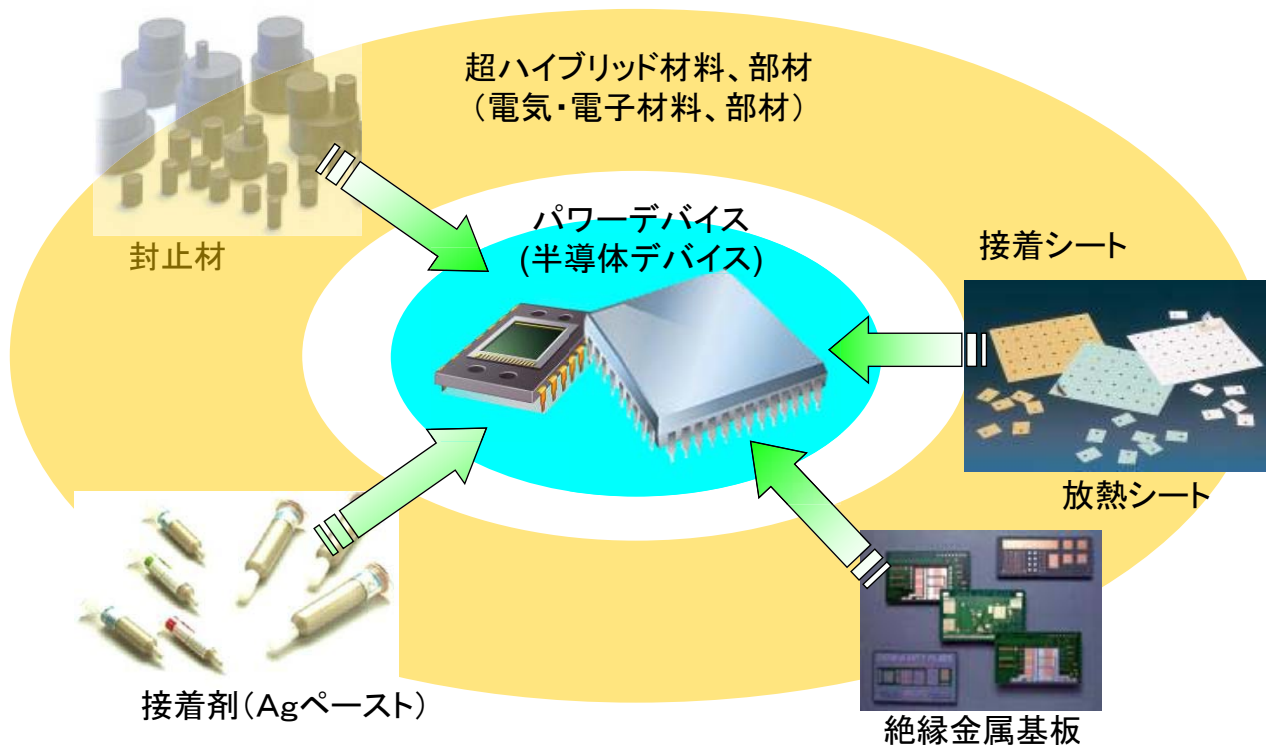 超ハイブリッド材料、部材
（電気・電子材料、部材）
封止材
パワーデバイス
(半導体デバイス)
接着シート
放熱シート
接着剤（Agペースト）
絶縁金属基板